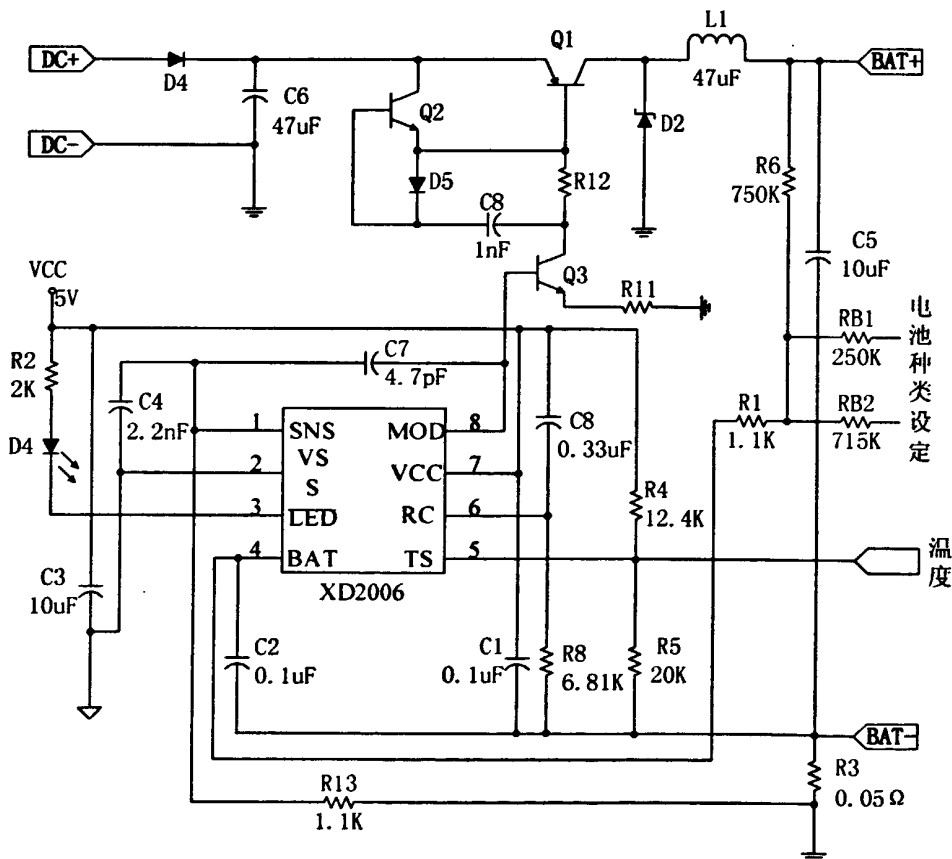 L1
Q1
DC+
D4
47uF
BAT+
C6
47uF
Q2
D2
DC-
D5
R12
R6
750K
C8
1nF
Q3
C5
10uF
VCC
5V
R11
电池种类设定
RB1
250K
R2
2K
C7
4.7pF
C4
2.2nF
C8
0.33uF
R1
1.1K
RB2
715K
D4
1
SNS
MOD
8
2
VS
S
VCC
7
R4
12.4K
3
LED
RC
6
4
BAT
TS
5
温度
XD2006
C3
10uF
C2
0.1uF
C1
0.1uF
R8
6.81K
R5
20K
BAT-
R3
0.05Ω
R13
1.1K